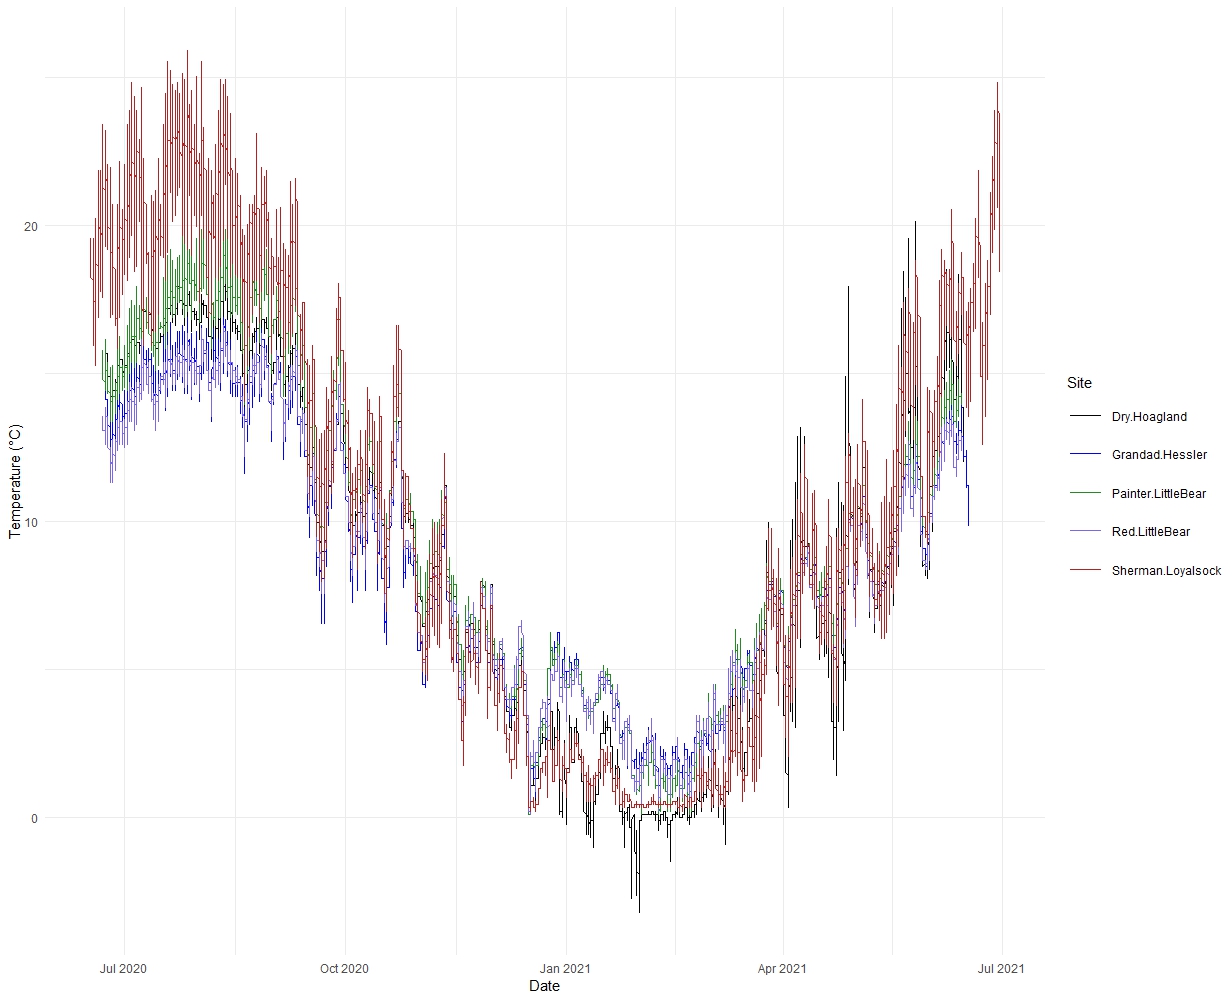 Temperature (°C)
20
10
0
Jul 2020
Oct 2020
Jan 2021
Apr 2021
Jul 2021
Date
Site
Dry.Hoagland
Grandad.Hessler
Painter.LittleBear
Red.LittleBear
Sherman.Loyalsock